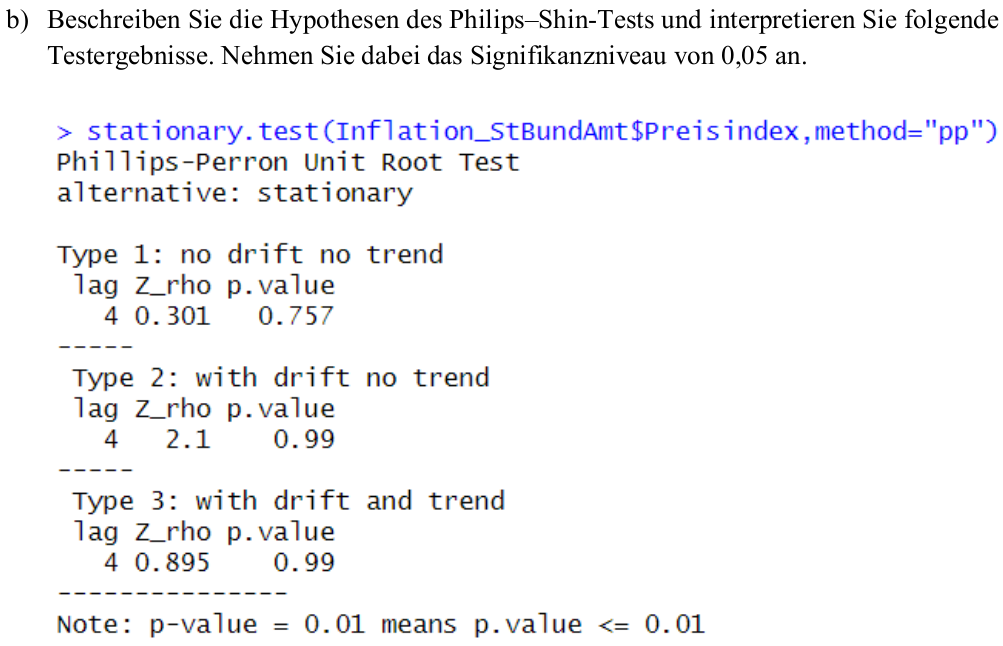 b) Beschreiben Sie die Hypothesen des Philips–Shin-Tests und interpretieren Sie folgende
Testergebnisse. Nehmen Sie dabei das Signifikanzniveau von 0,05 an.
> stationary.test(Inflation_StBundAmt$Preisindex,method="pp")
Phillips-Perron Unit Root Test
alternative: stationary
Type 1: no drift no trend
lag Z_rho p.value
4 0.301 0.757
-----
Type 2: with drift no trend
lag Z_rho p.value
4 2.1 0.99
-----
Type 3: with drift and trend
lag Z_rho p.value
4 0.895 0.99
---------------
Note: p-value = 0.01 means p.value <= 0.01